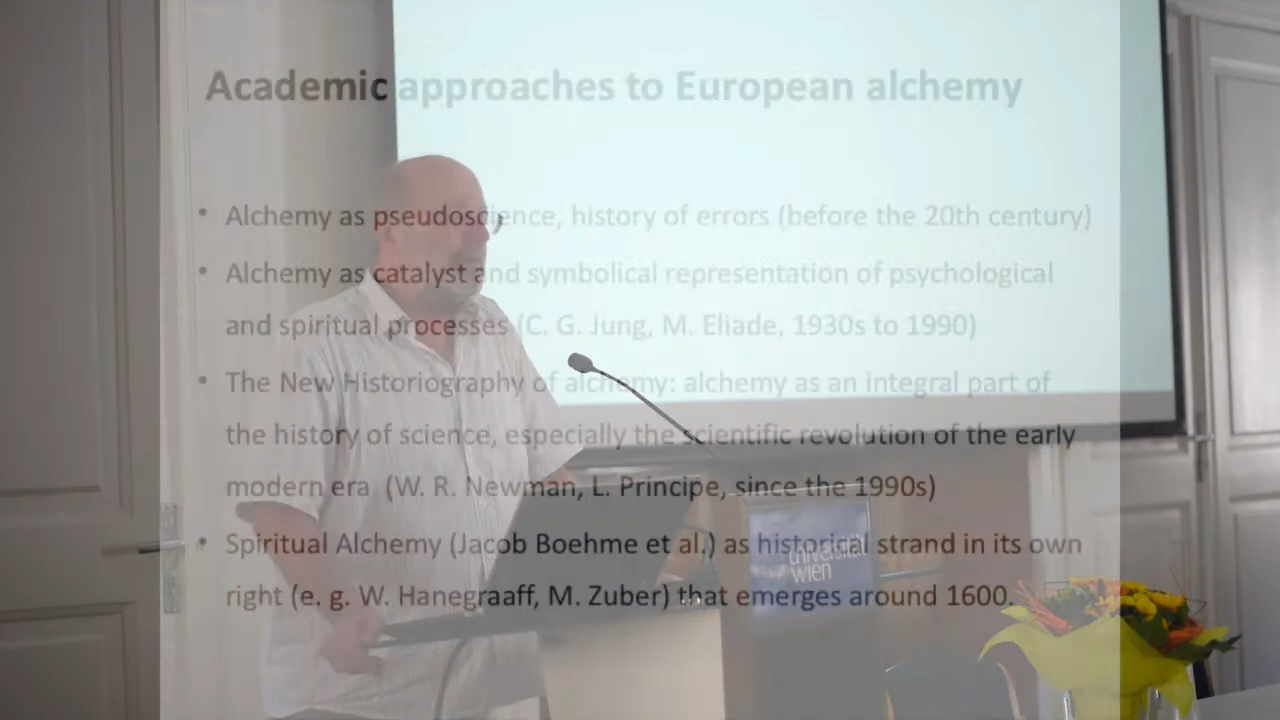 Academic approaches to European alchemy
• Alchemy as pseudoscience, history of errors (before the 20th century)
• Alchemy as catalyst and symbolical representation of psychological
and spiritual processes (C. G. Jung, M. Eliade, 1930s to 1990)
• The New Historiography of alchemy: alchemy as an integral part of
the history of science, especially the scientific revolution of the early
modern era (W. R. Newman, L. Principe, since the 1990s)
• Spiritual Alchemy (Jacob Boehme et al.) as historical strand in its own
right (e. g. W. Hanegraaff, M. Zuber) that emerges around 1600.
universität
wien